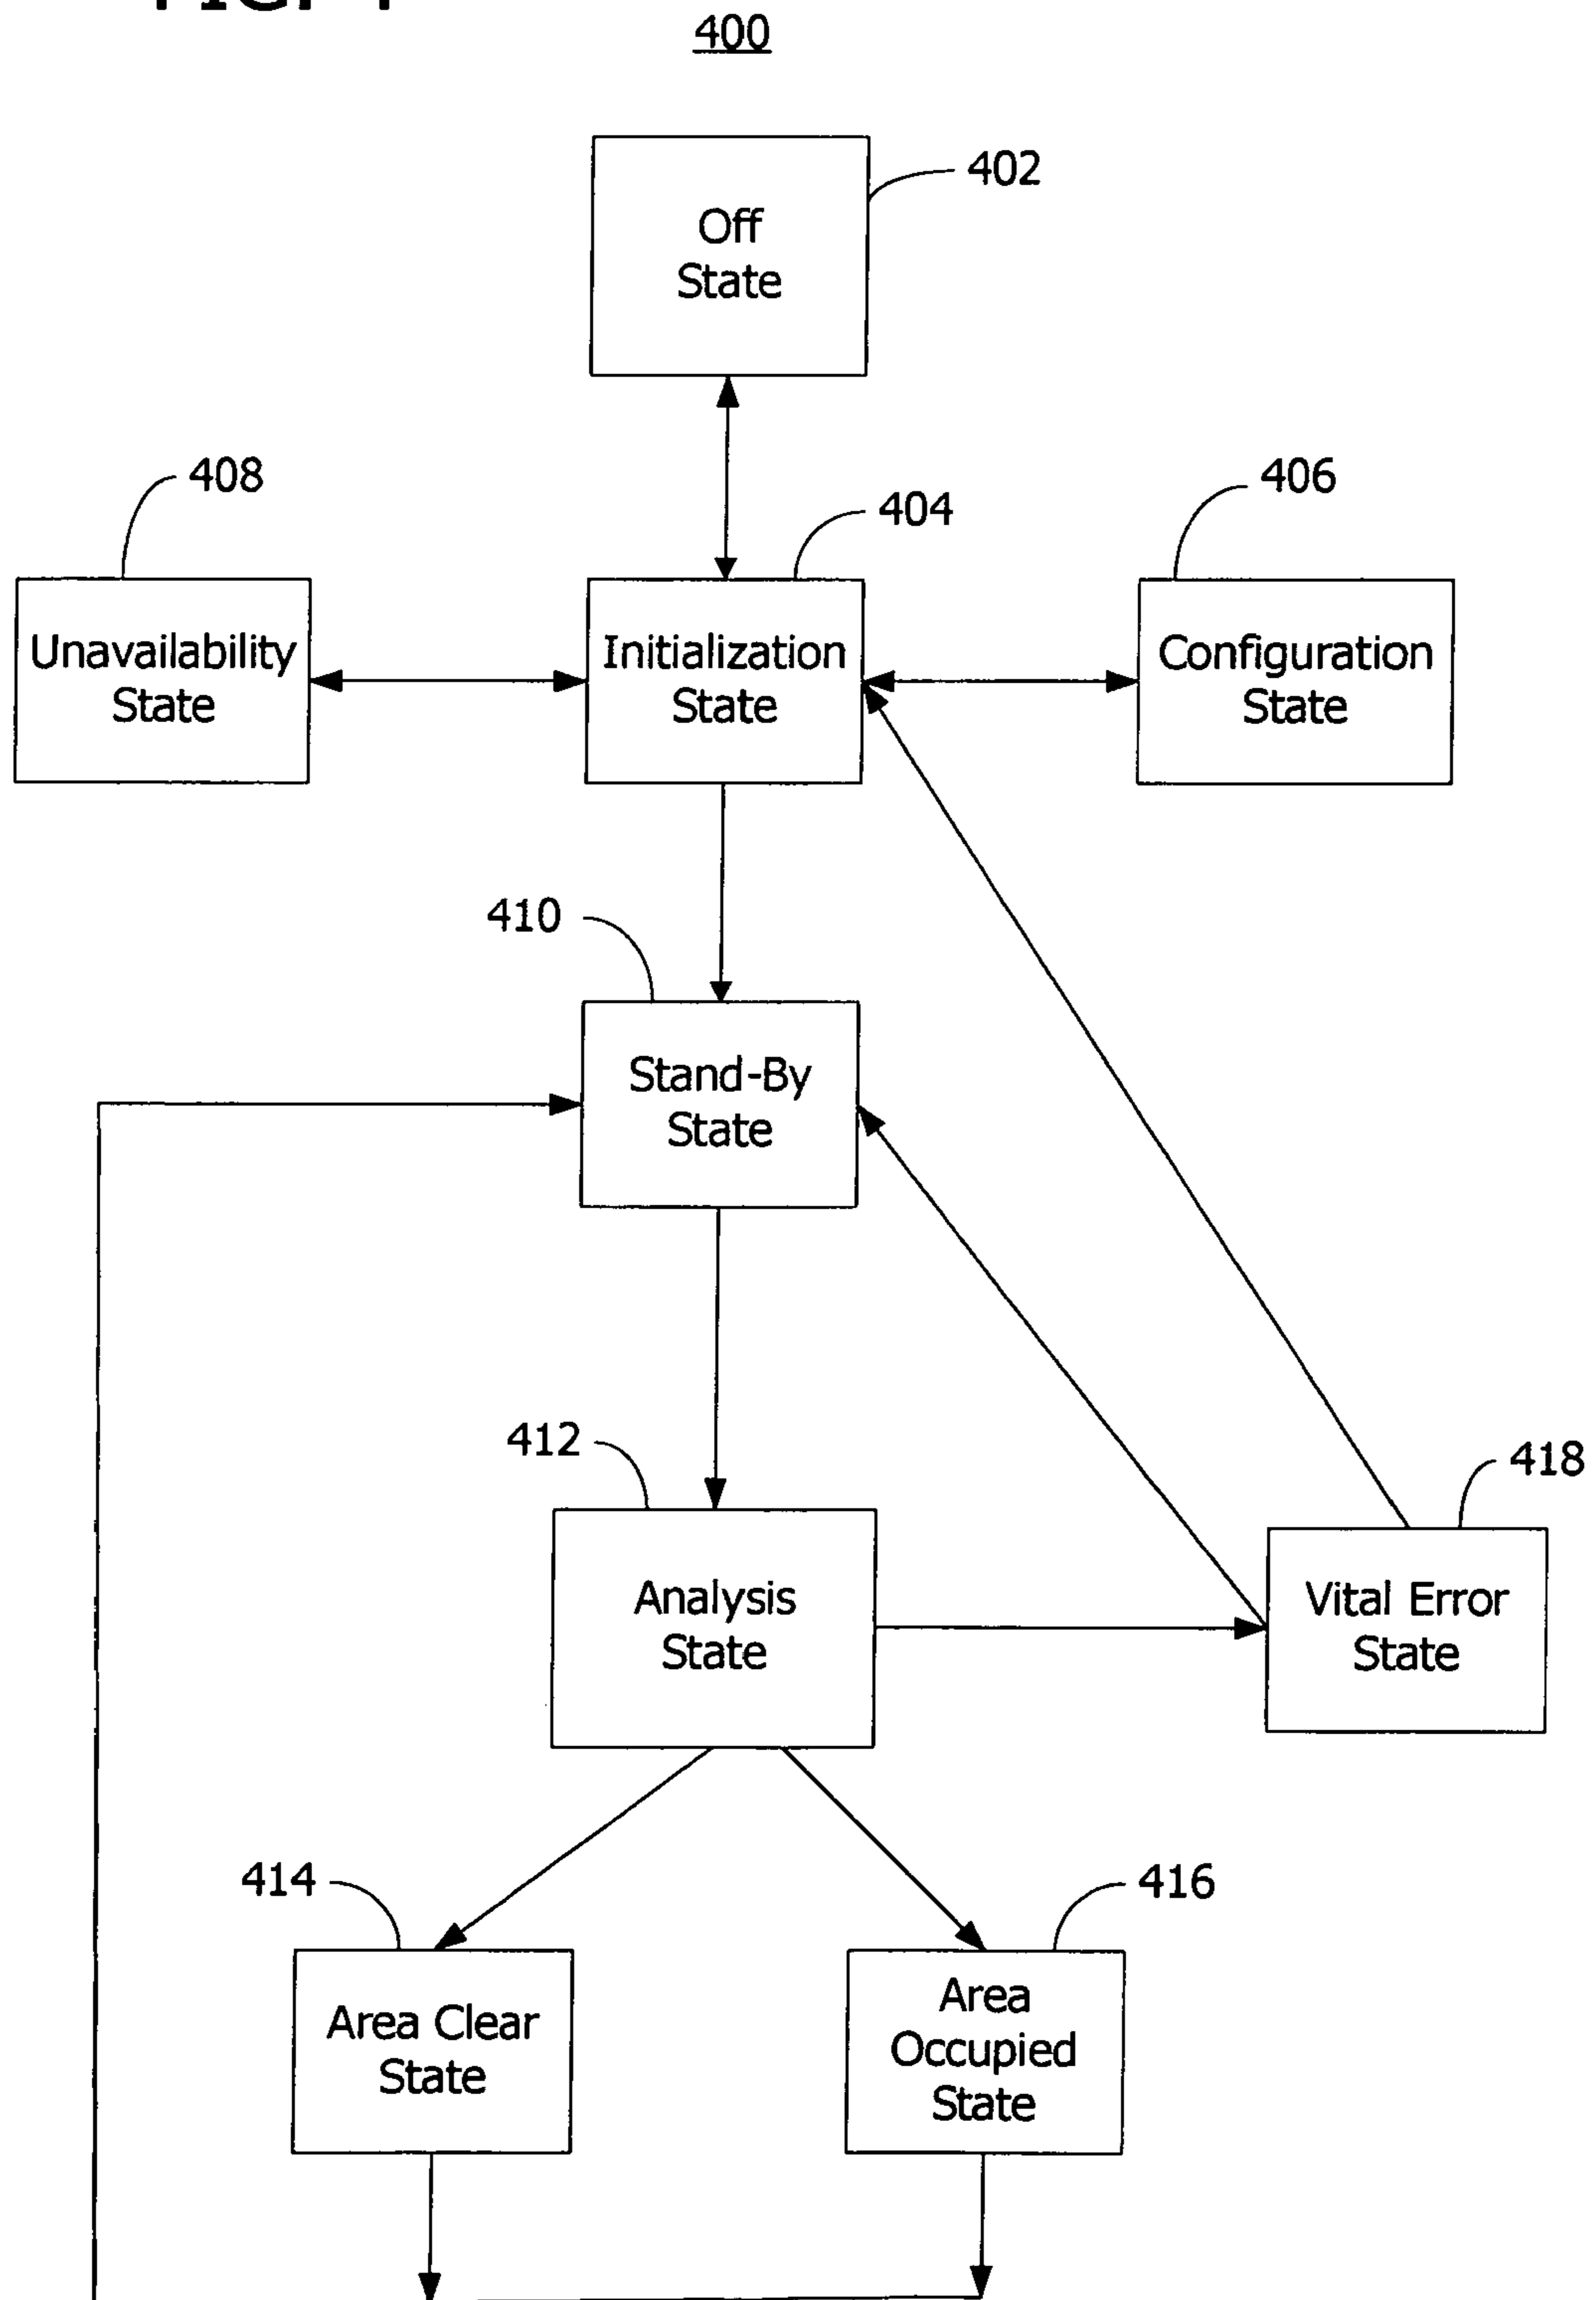 400
402
Off
State
408
406
404
Unavailability
State
Initialization
State
Configuration
State
410
Stand-By
State
412
418
Analysis
State
Vital Error
State
414
416
Area Clear
State
Area
Occupied
State